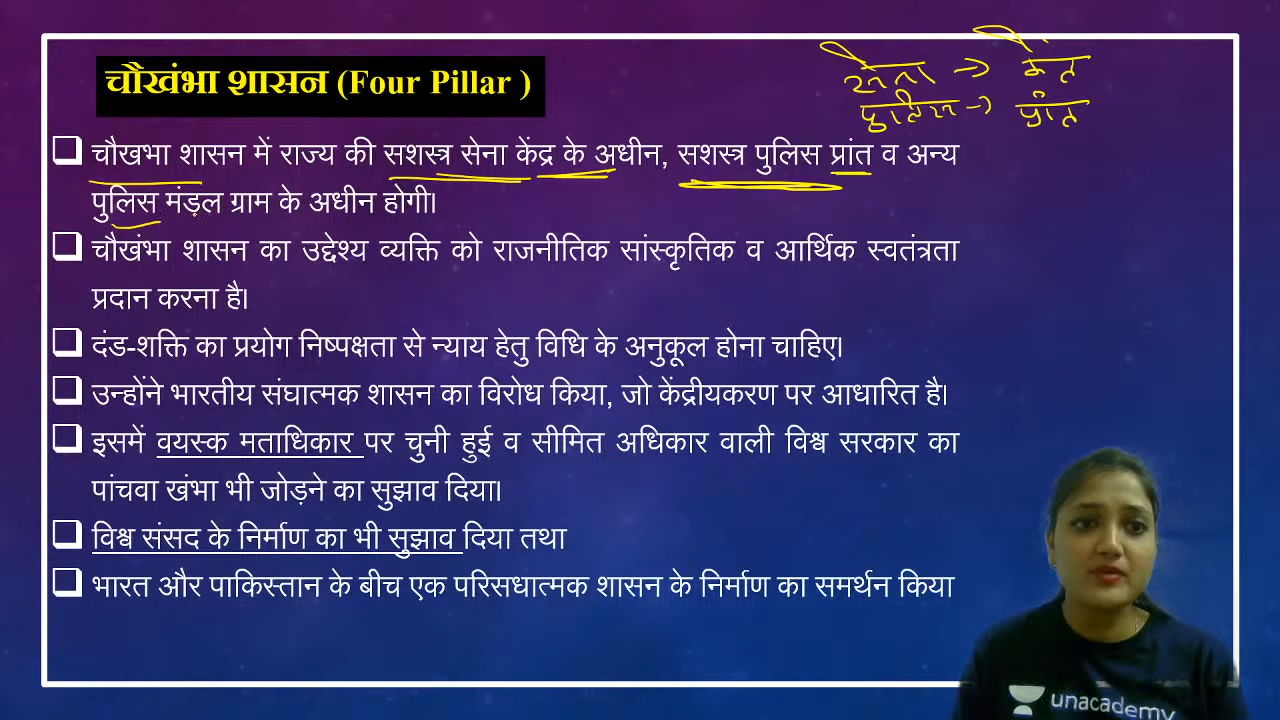 चौखंभा शासन (Four Pillar )
सेना -> केंद्र
पुलिस -> प्रांत
चौखभा शासन में राज्य की सशस्त्र सेना केंद्र के अधीन, सशस्त्र पुलिस प्रांत व अन्य
पुलिस मंड़ल ग्राम के अधीन होगी।
चौखंभा शासन का उद्देश्य व्यक्ति को राजनीतिक सांस्कृतिक व आर्थिक स्वतंत्रता
प्रदान करना है।
दंड-शक्ति का प्रयोग निष्पक्षता से न्याय हेतु विधि के अनुकूल होना चाहिए।
उन्होंने भारतीय संघात्मक शासन का विरोध किया, जो केंद्रीयकरण पर आधारित है।
इसमें वयस्क मताधिकार पर चुनी हुई व सीमित अधिकार वाली विश्व सरकार का
पांचवा खंभा भी जोड़ने का सुझाव दिया।
विश्व संसद के निर्माण का भी सुझाव दिया तथा
भारत और पाकिस्तान के बीच एक परिसधात्मक शासन के निर्माण का समर्थन किया
unacademy